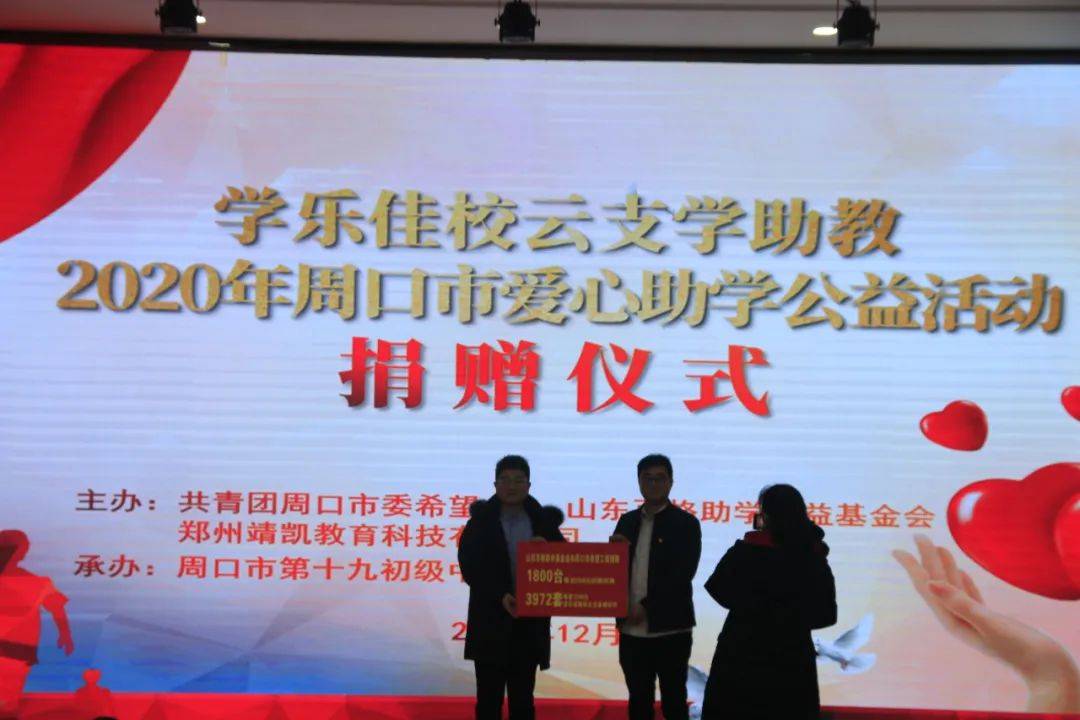 学乐佳校云支学助教
2020年周口市爱心助学公益活动
捐赠仪式
主办：共青团周口市委希望 山东 助学 益基金会
郑州靖凯教育科技 司
承办：周口市第十九初级
2 12月
1800台
3972套